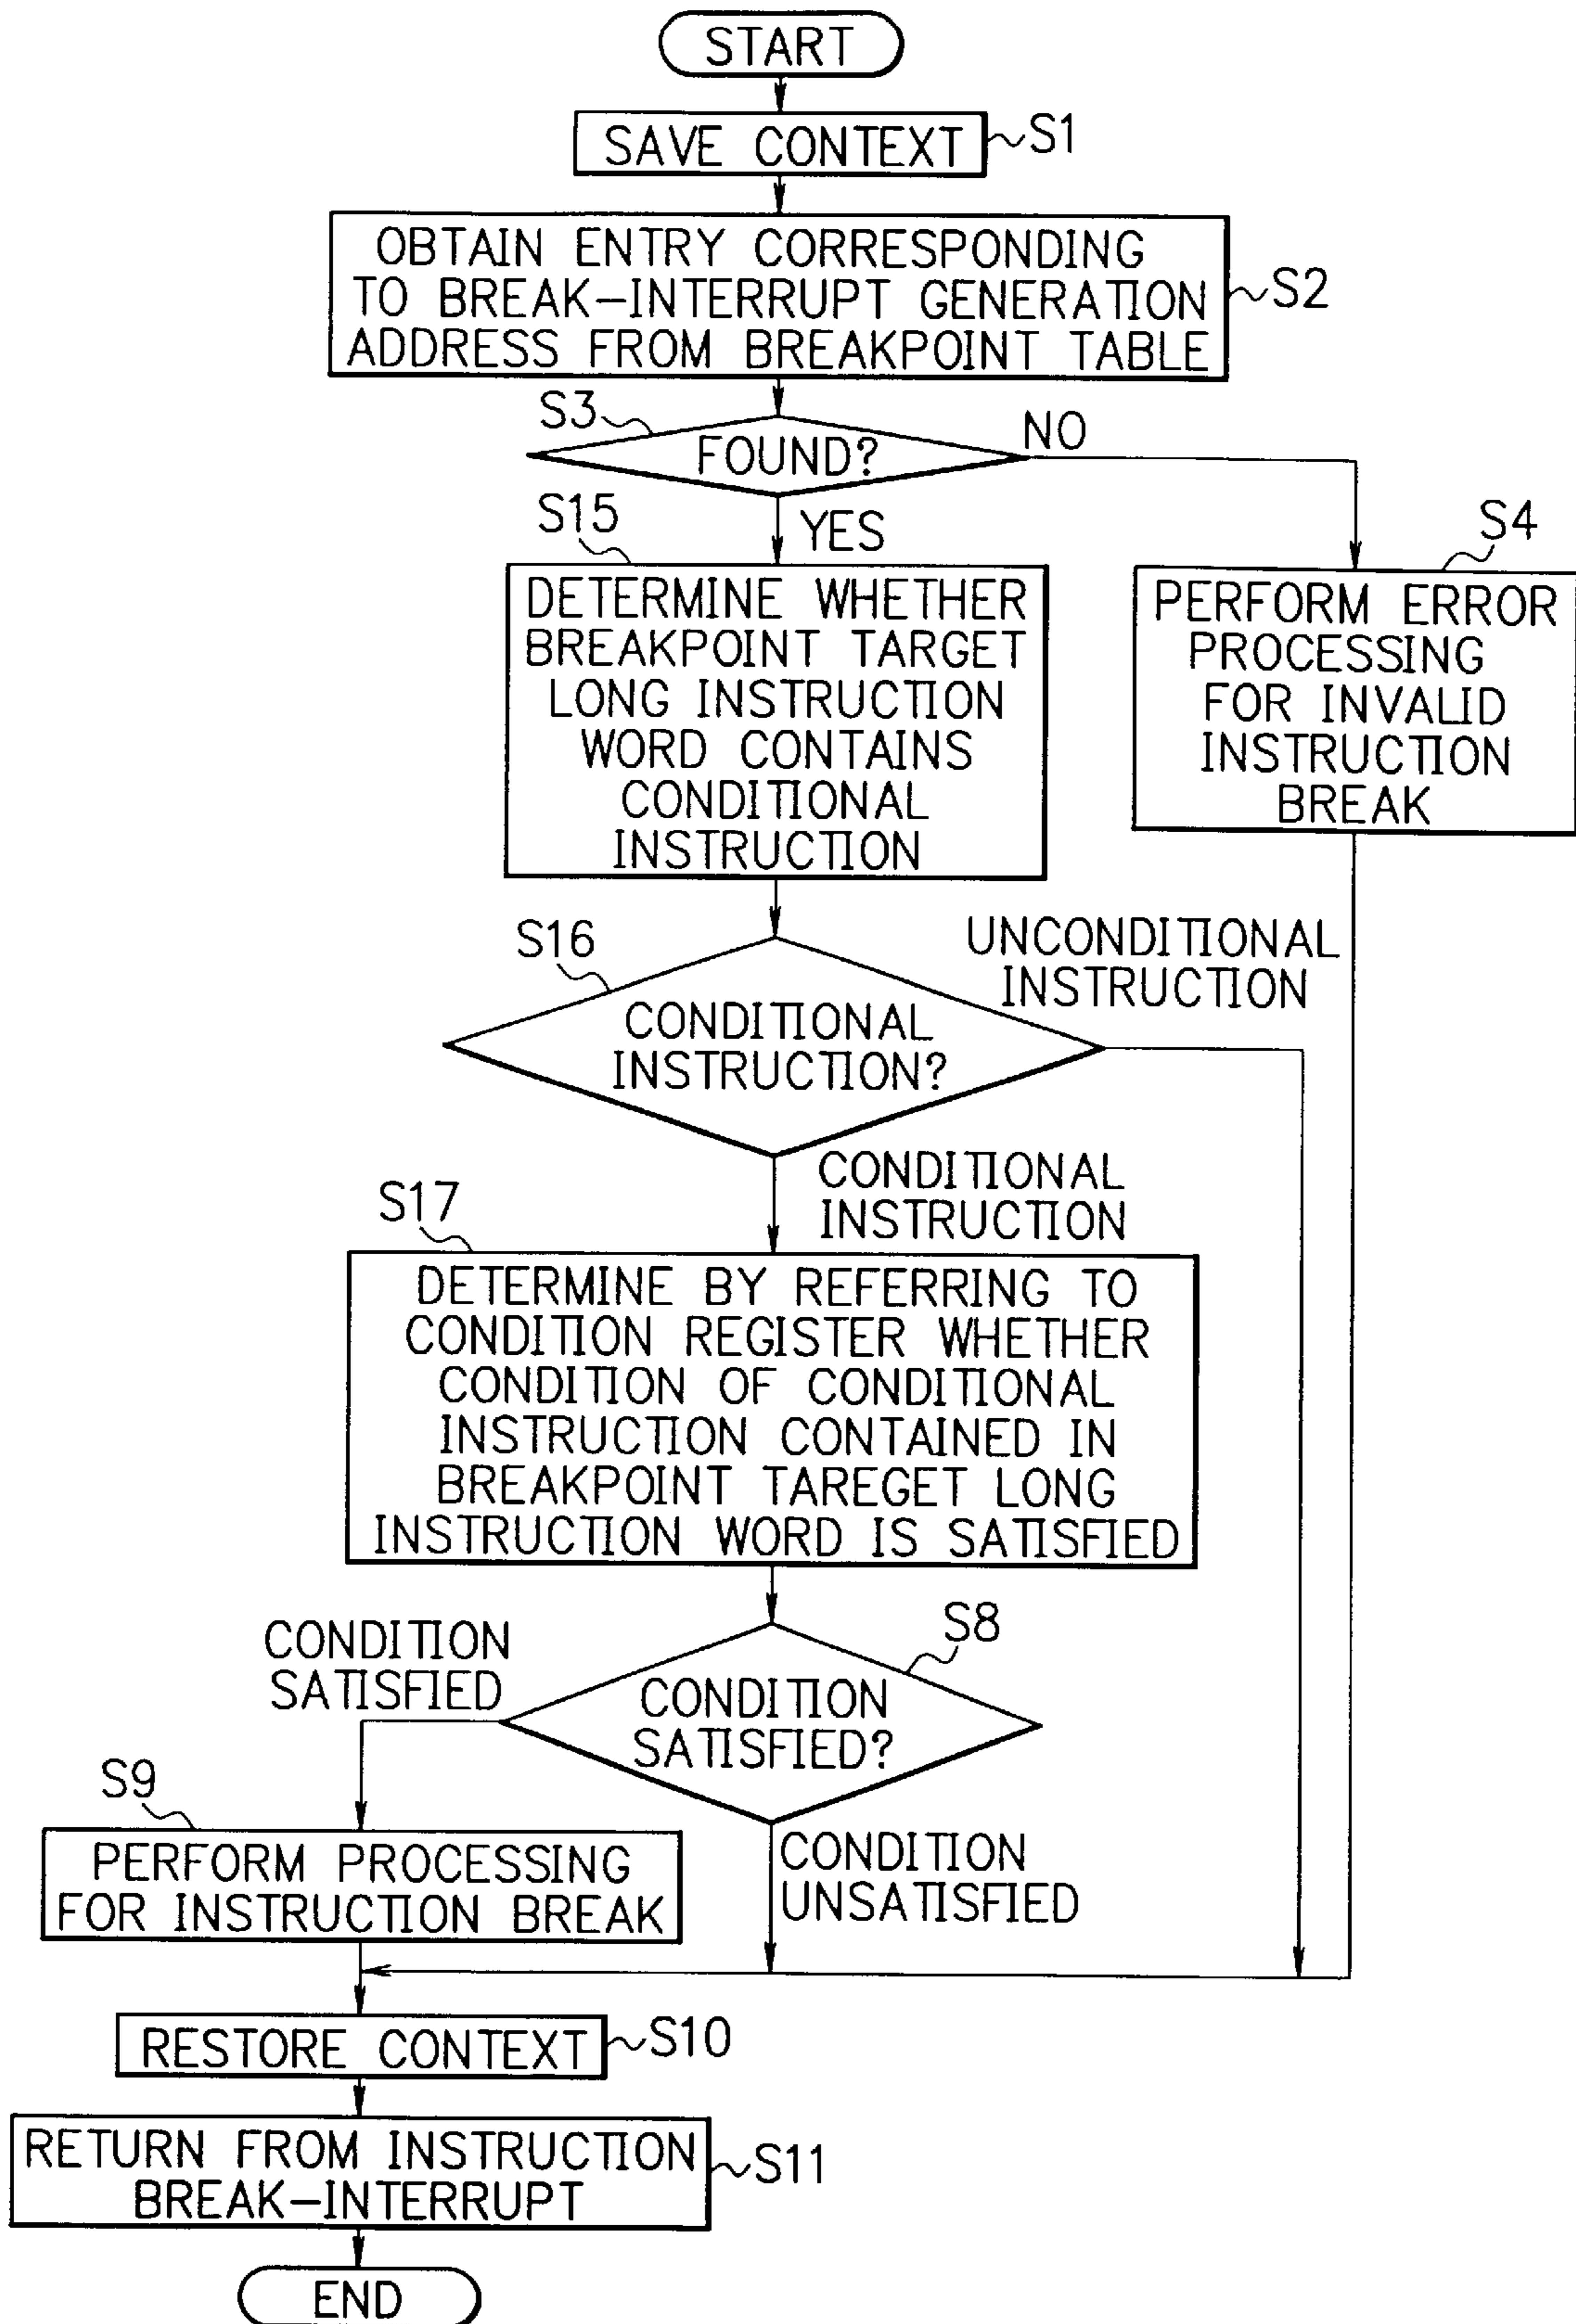 START
SAVE CONTEXT
S1
OBTAIN ENTRY CORRESPONDING
TO BREAK-INTERRUPT GENERATION
ADDRESS FROM BREAKPOINT TABLE
S2
S3
FOUND?
NO
YES
S15
DETERMINE WHETHER
BREAKPOINT TARGET
LONG INSTRUCTION
WORD CONTAINS
CONDITIONAL
INSTRUCTION
S4
PERFORM ERROR
PROCESSING
FOR INVALID
INSTRUCTION
BREAK
S16
CONDITIONAL
INSTRUCTION?
UNCONDITIONAL
INSTRUCTION
CONDITIONAL
INSTRUCTION
S17
DETERMINE BY REFERRING TO
CONDITION REGISTER WHETHER
CONDITION OF CONDITIONAL
INSTRUCTION CONTAINED IN
BREAKPOINT TAREGET LONG
INSTRUCTION WORD IS SATISFIED
S8
CONDITION
SATISFIED?
CONDITION
SATISFIED
S9
PERFORM PROCESSING
FOR INSTRUCTION BREAK
CONDITION
UNSATISFIED
RESTORE CONTEXT
S10
RETURN FROM INSTRUCTION
BREAK-INTERRUPT
S11
END